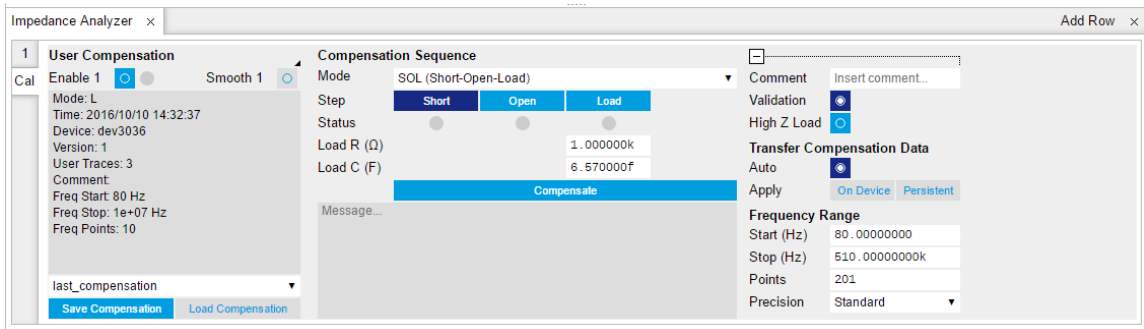 Impedance Analyzer × Add Row ×
1
Cal
User Compensation
Enable 1 Smooth 1
Mode: L
Time: 2016/10/10 14:32:37
Device: dev3036
Version: 1
User Traces: 3
Comment:
Freq Start: 80 Hz
Freq Stop: 1e+07 Hz
Freq Points: 10
last_compensation
Save Compensation Load Compensation
Compensation Sequence
Mode SOL (Short-Open-Load)
Step Short Open Load
Status
Load R (Ω) 1.000000k
Load C (F) 6.570000f
Compensate
Message...
Comment Insert comment...
Validation
High Z Load
Transfer Compensation Data
Auto
Apply On Device Persistent
Frequency Range
Start (Hz) 80.00000000
Stop (Hz) 510.00000000k
Points 201
Precision Standard